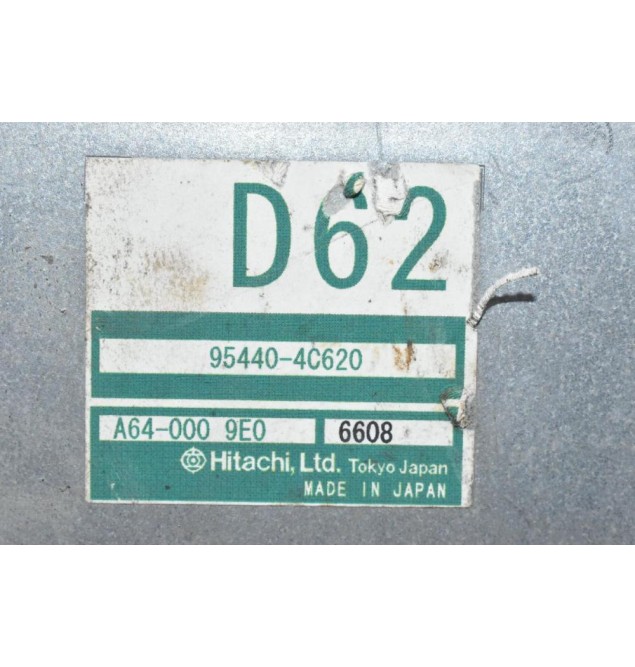 D62
95440-4C620
A64-000 9E0 6608
Hitachi, Ltd. Tokyo Japan
MADE IN JAPAN